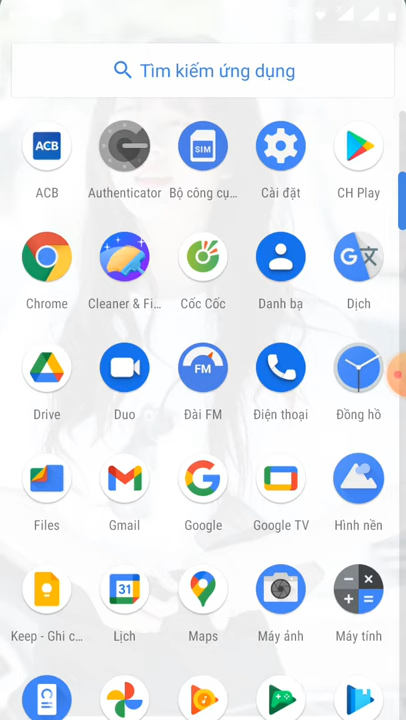 Tìm kiếm ứng dụng
ACB
SIM
ACB
Authenticator
Bộ công cụ...
Cài đặt
CH Play
G文
Chrome
Cleaner & Fi...
Cốc Cốc
Danh bạ
Dịch
FM
Drive
Duo
Đài FM
Điện thoại
Đồng hồ
Files
Gmail
Google
Google TV
Hình nền
31
Keep - Ghi c...
Lịch
Maps
Máy ảnh
Máy tính